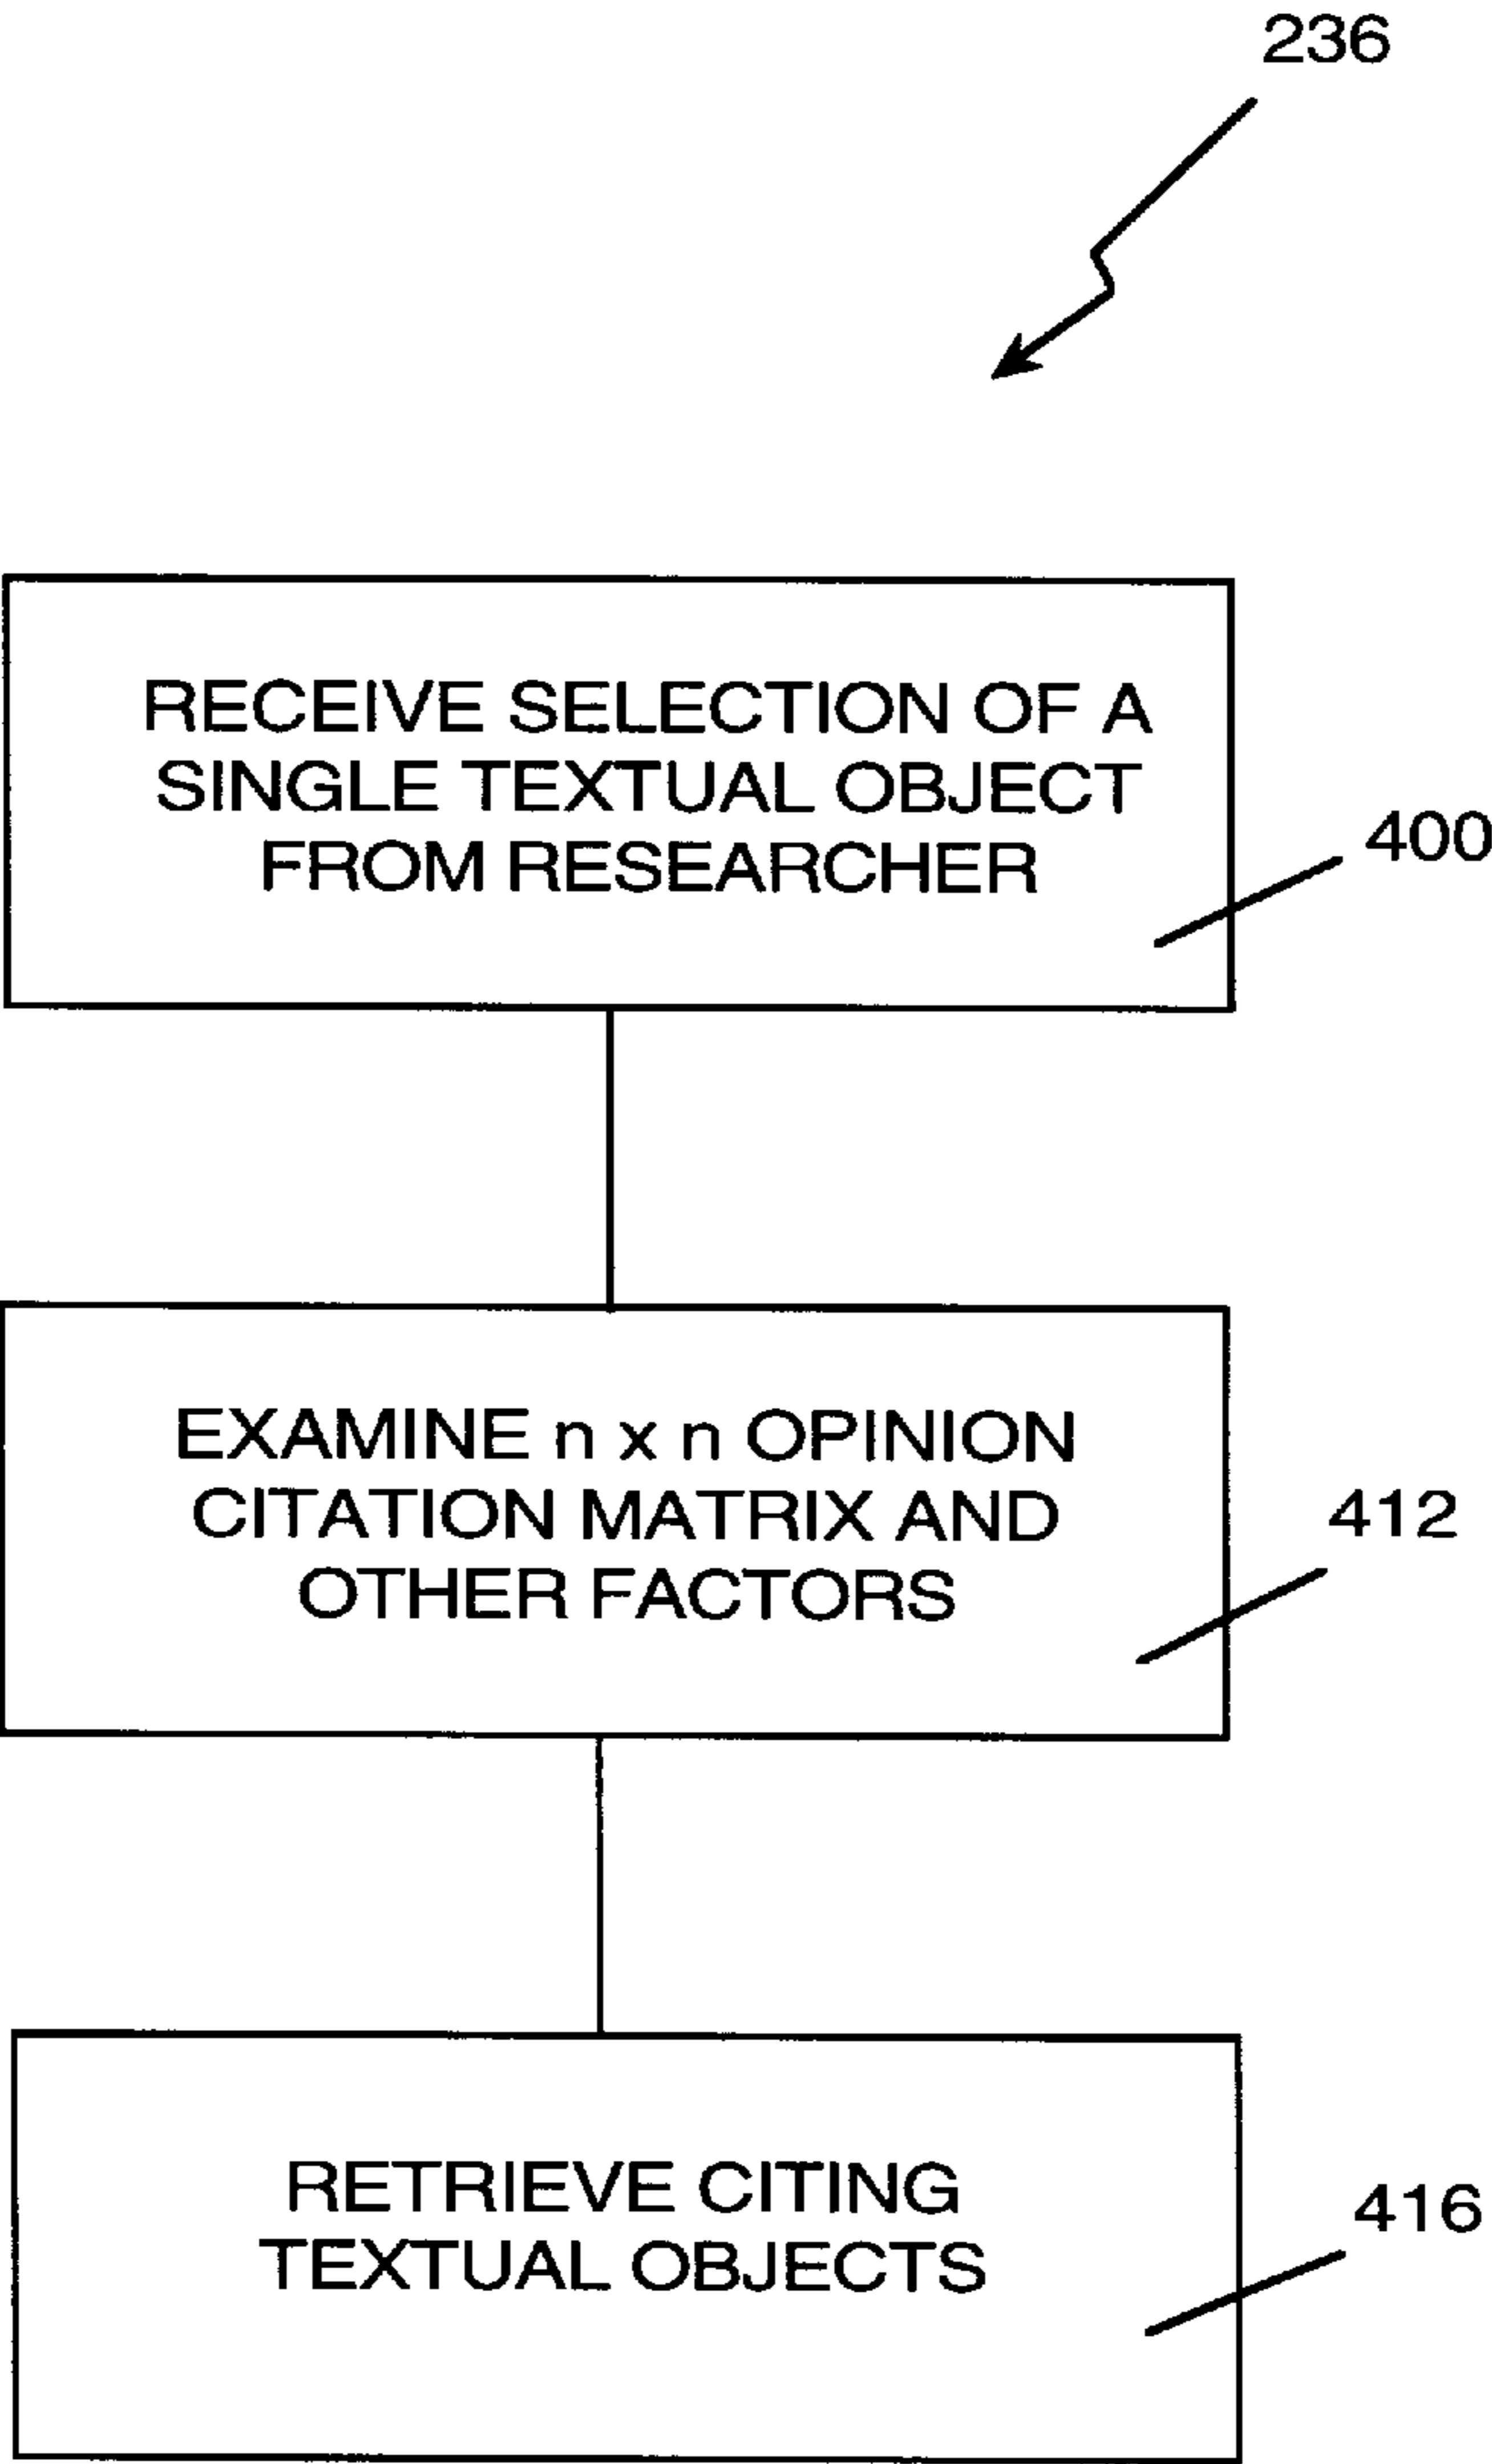 236
RECEIVE SELECTION OF A
SINGLE TEXTUAL OBJECT
FROM RESEARCHER
400
EXAMINE n x n OPINION
CITATION MATRIX AND
OTHER FACTORS
412
RETRIEVE CITING
TEXTUAL OBJECTS
416